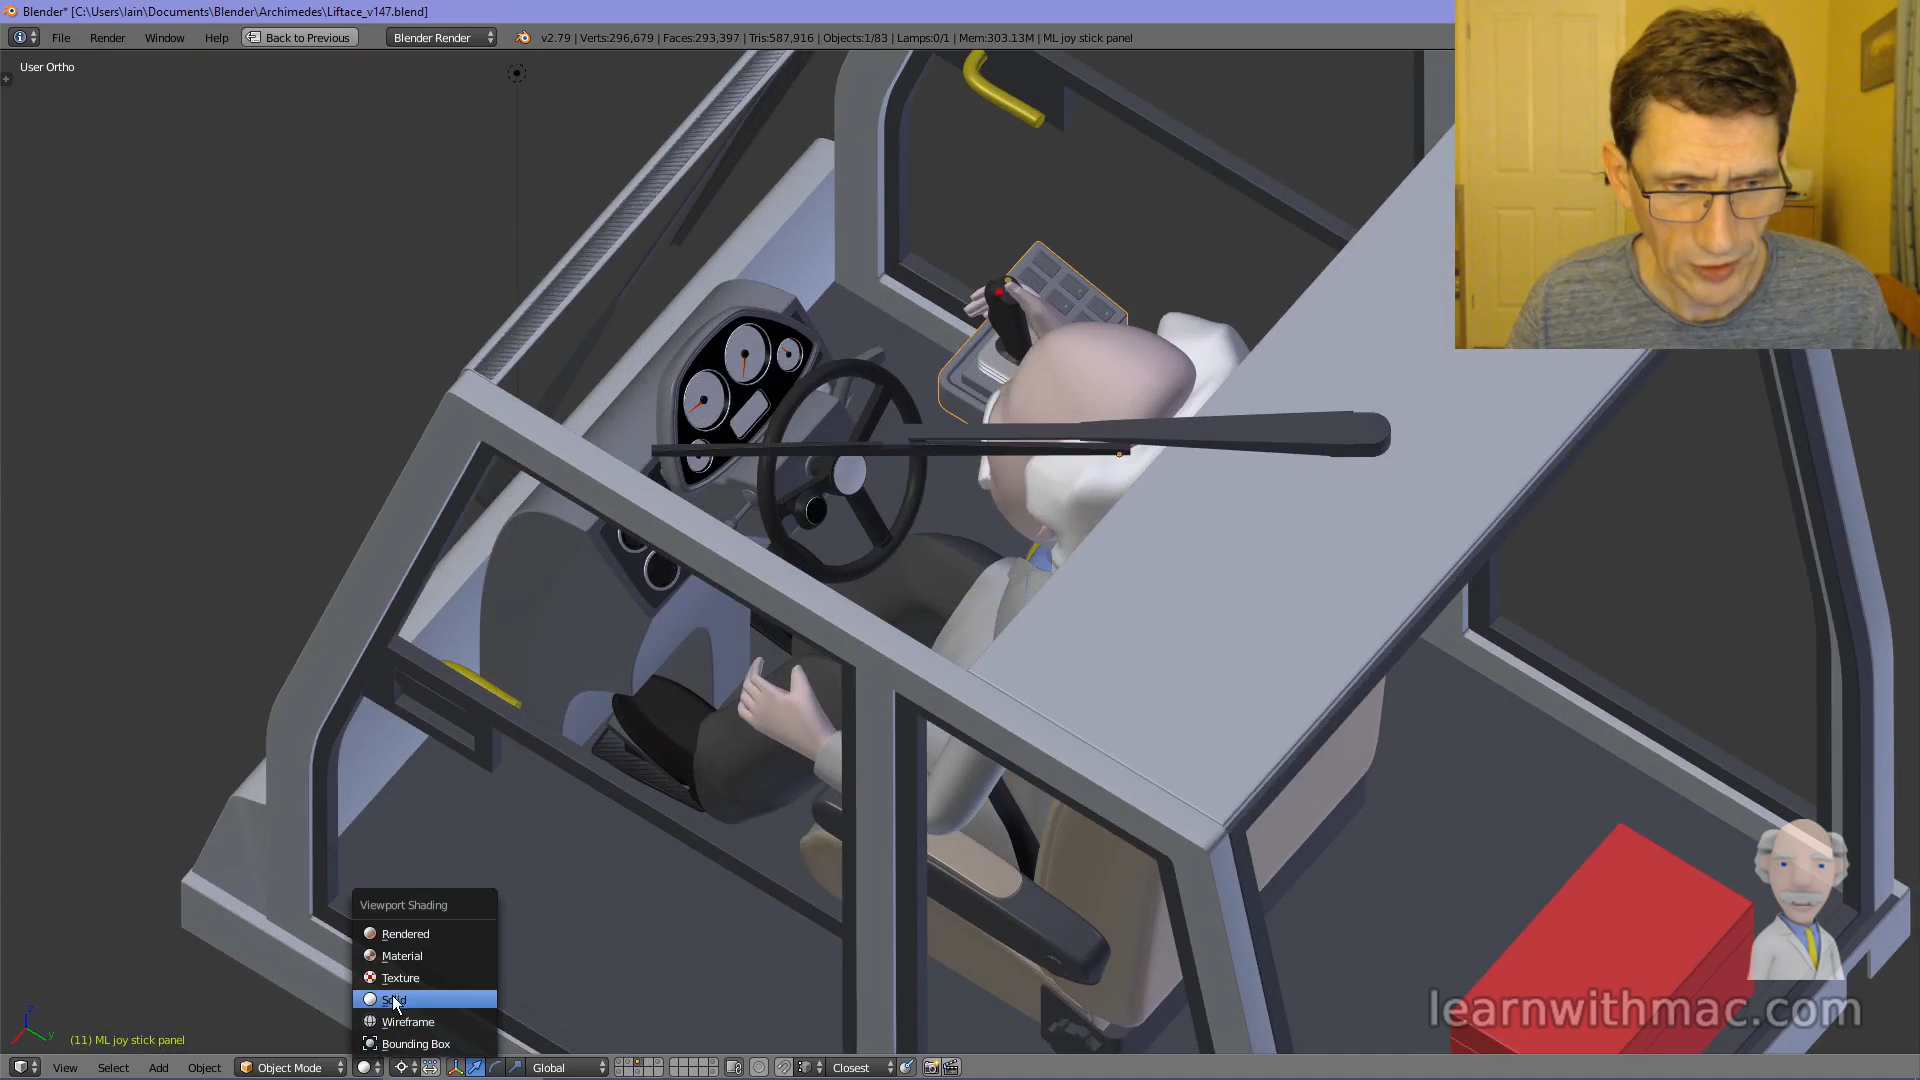 Blender* [C:\Users\Iain\Documents\Blender\Archimedes\Liftace_v147.blend]
File Render Window Help Back to Previous Blender Render v2.79 | Verts:296,679 | Faces:293,397 | Tris:587,916 | Objects:1/83 | Lamps:0/1 | Mem:303.13M | ML joy stick panel
User Ortho
Viewport Shading
Rendered
Material
Texture
Solid
Wireframe
Bounding Box
learnwithmac.com
z
y
(11) ML joy stick panel
View Select Add Object Object Mode Global Closest